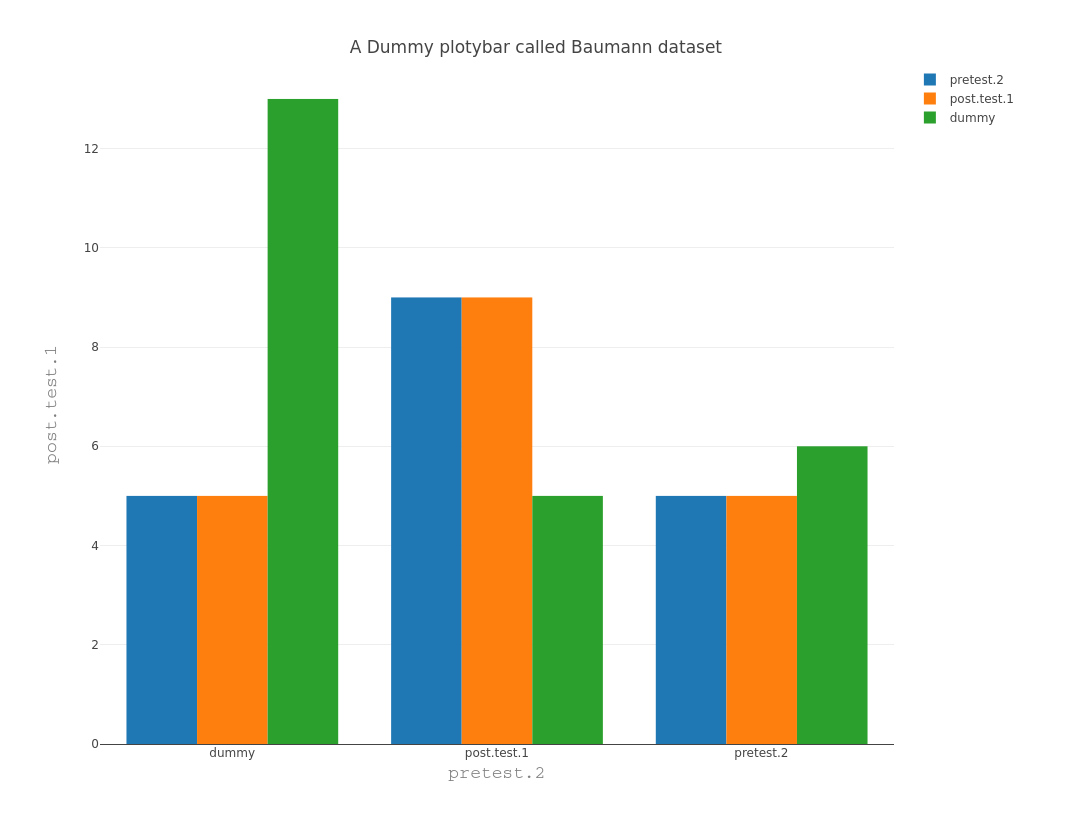 A Dummy plotybar called Baumann dataset
pretest.2
post.test.1
dummy
12
10
8
6
4
2
0
post.test.1
dummy
post.test.1
pretest.2
pretest.2